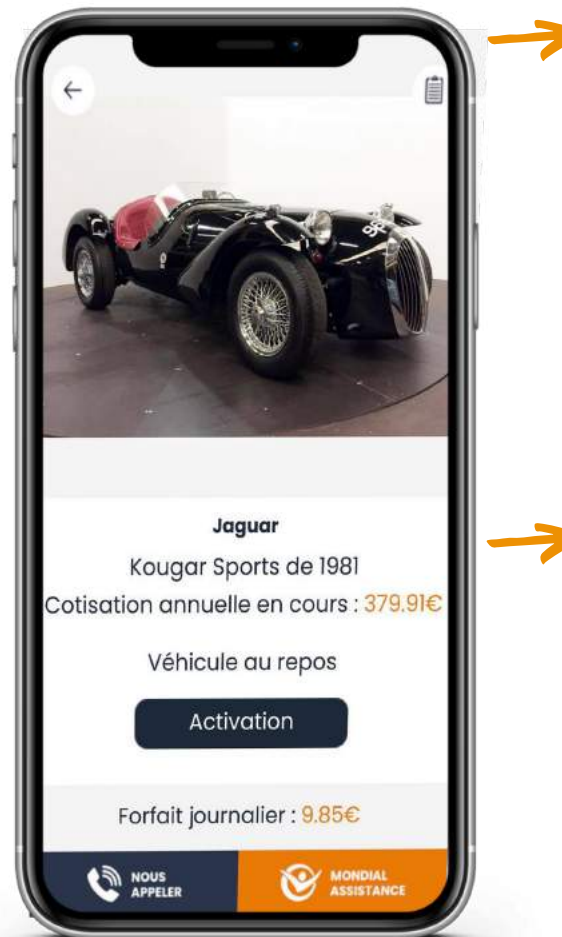 Jaguar
Kougar Sports de 1981
Cotisation annuelle en cours : 379.91€
Véhicule au repos
Activation
Forfait journalier : 9.85€
NOUS
APPELER
MONDIAL
ASSISTANCE